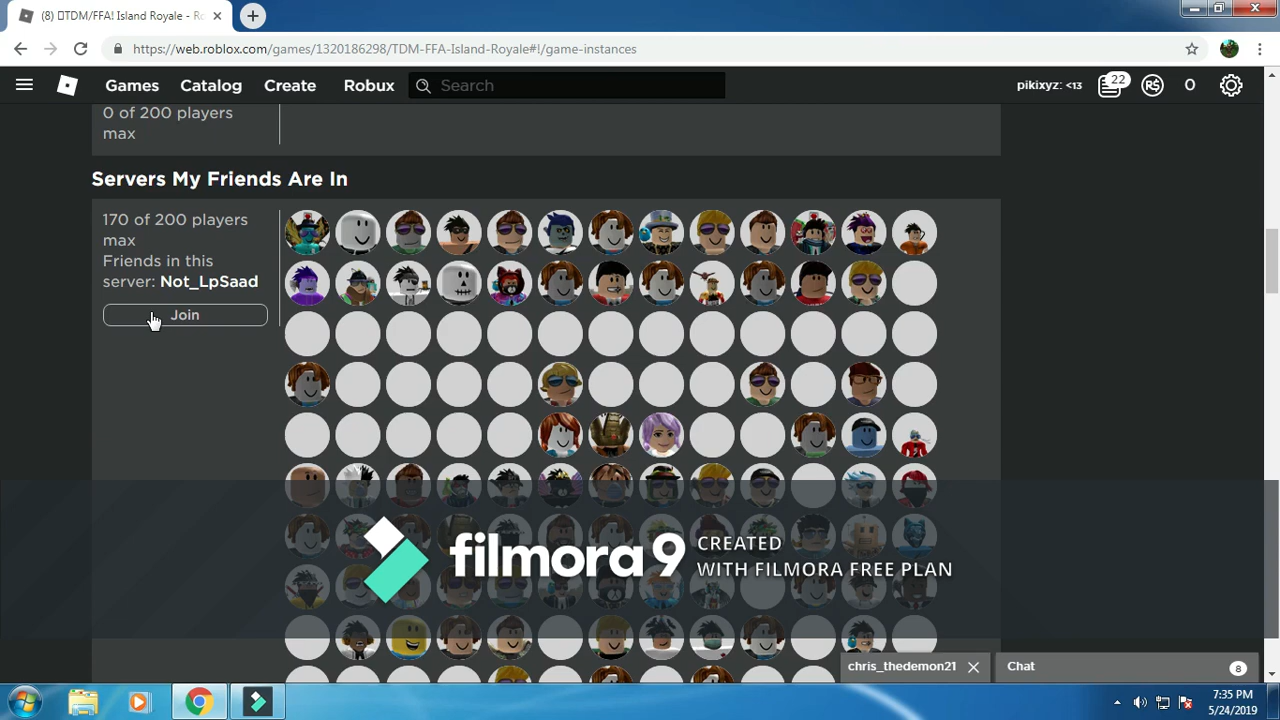 (8) TDM/FFA! Island Royale - Ro
https://web.roblox.com/games/1320186298/TDM-FFA-Island-Royale#!/game-instances
Games Catalog Create Robux Search pikixyz: <13 22 0
0 of 200 players
max
Servers My Friends Are In
170 of 200 players
max
Friends in this
server: Not_LpSaad
Join
filmora9 CREATED
WITH FILMORA FREE PLAN
chris_thedemon21 Chat 8
7:35 PM
5/24/2019